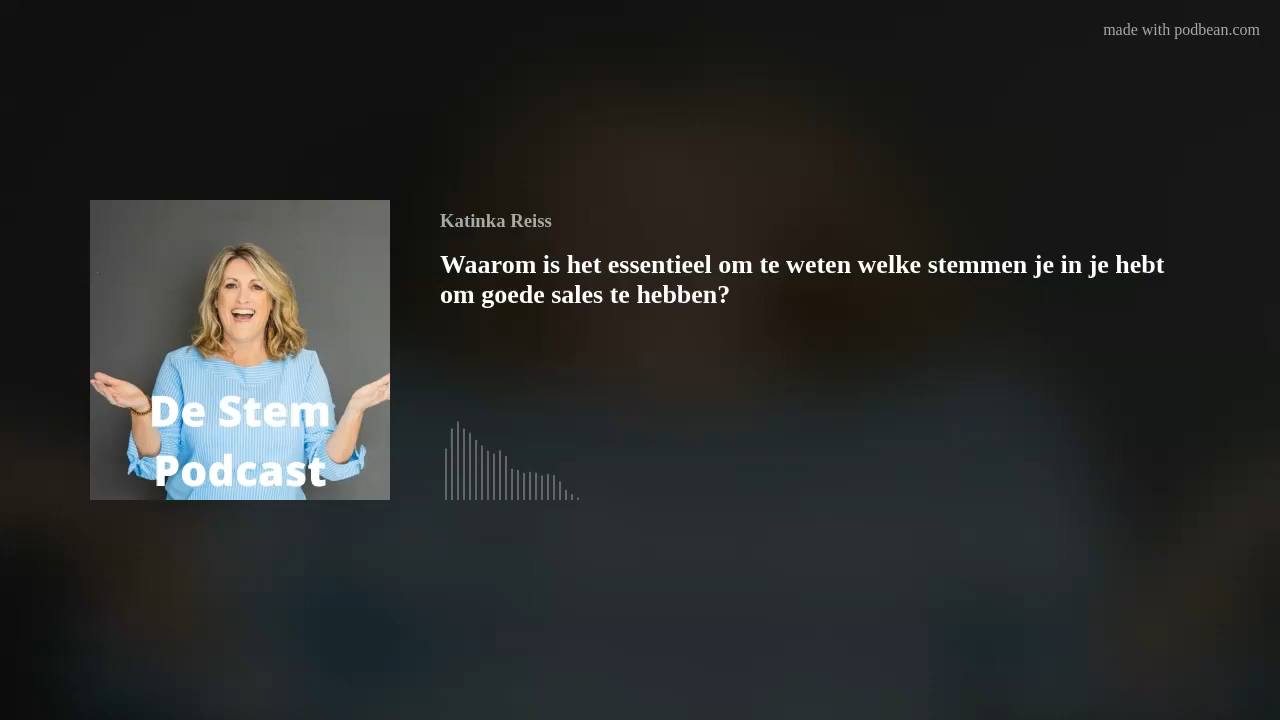 made with podbean.com
Katinka Reiss
Waarom is het essentieel om te weten welke stemmen je in je hebt
om goede sales te hebben?
De Stem
Podcast